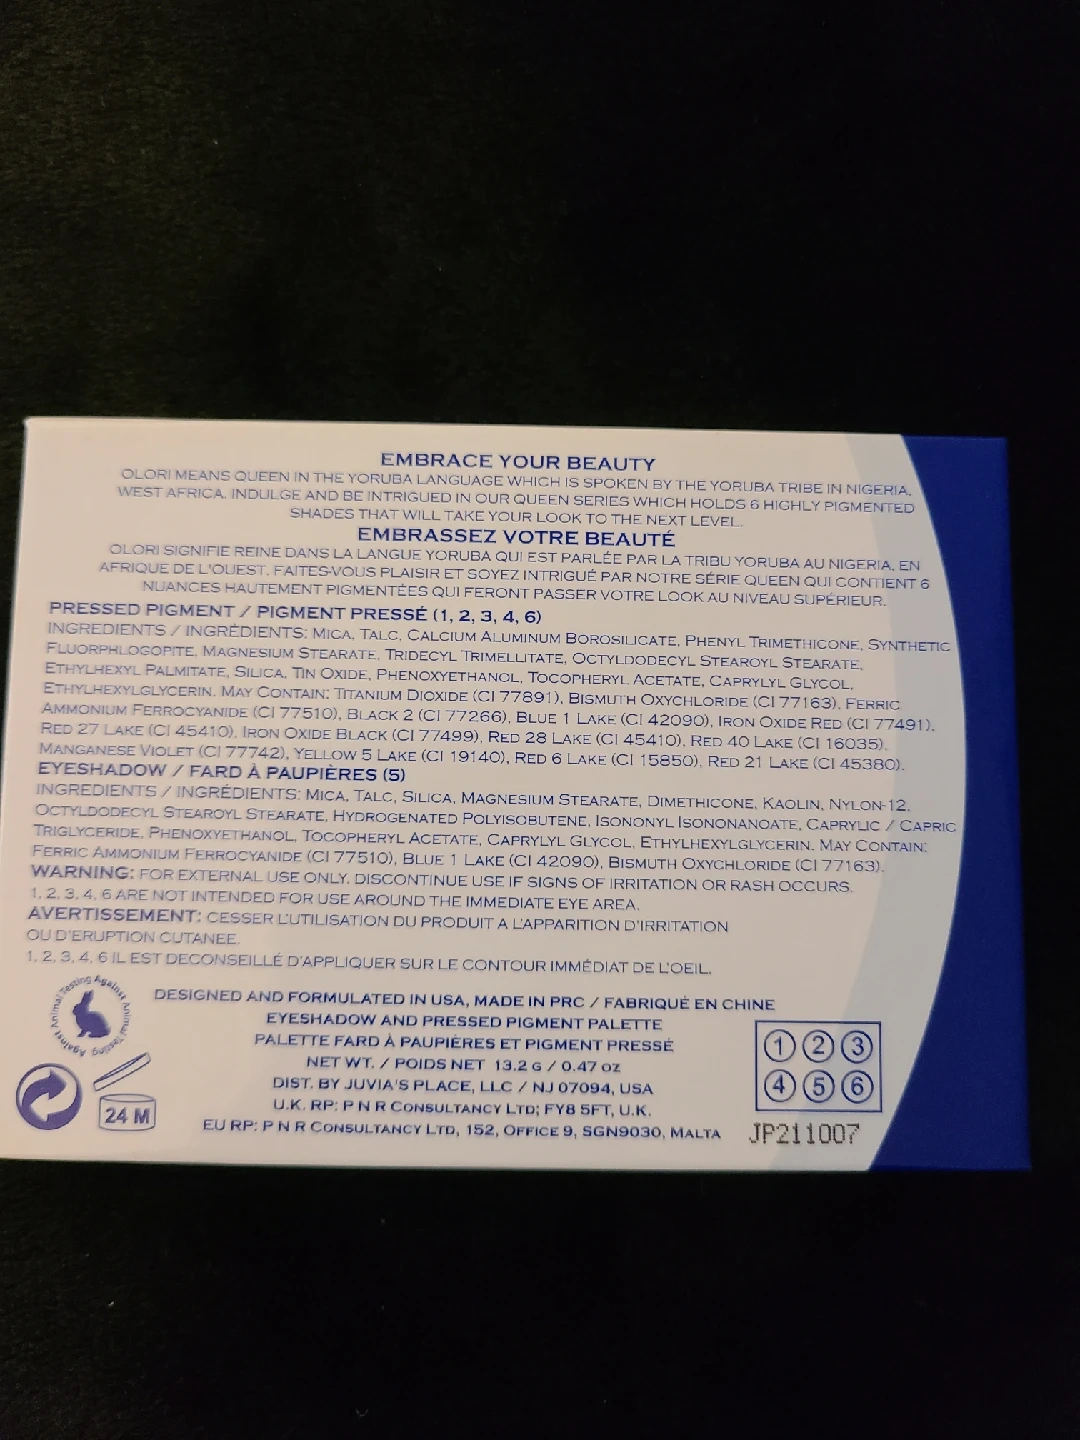 EMBRACE YOUR BEAUTY
OLORI MEANS QUEEN IN THE YORUBA LANGUAGE WHICH IS SPOKEN BY THE YORUBA TRIBE IN NIGERIA,
WEST AFRICA. INDULGE AND BE INTRIGUED IN OUR QUEEN SERIES WHICH HOLDS 6 HIGHLY PIGMENTED
SHADES THAT WILL TAKE YOUR LOOK TO THE NEXT LEVEL.
EMBRASSEZ VOTRE BEAUTÉ
OLORI SIGNIFIE REINE DANS LA LANGUE YORUBA QUI EST PARLÉE PAR LA TRIBU YORUBA AU NIGERIA, EN
AFRIQUE DE L'OUEST. FAITES-VOUS PLAISIR ET SOYEZ INTRIGUÉ PAR NOTRE SÉRIE QUEEN QUI CONTIENT 6
NUANCES HAUTEMENT PIGMENTÉES QUI FERONT PASSER VOTRE LOOK AU NIVEAU SUPÉRIEUR.
PRESSED PIGMENT / PIGMENT PRESSÉ (1, 2, 3, 4, 6)
INGREDIENTS / INGRÉDIENTS: MICA, TALC, CALCIUM ALUMINUM BOROSILICATE, PHENYL TRIMETHICONE, SYNTHETIC
FLUORPHLOGOPITE, MAGNESIUM STEARATE, TRIDECYL TRIMELLITATE, OCTYLDODECYL STEAROYL STEARATE,
ETHYLHEXYL PALMITATE, SILICA, TIN OXIDE, PHENOXYETHANOL, TOCOPHERYL ACETATE, CAPRYLYL GLYCOL,
ETHYLHEXYLGLYCERIN. MAY CONTAIN: TITANIUM DIOXIDE (CI 77891), BISMUTH OXYCHLORIDE (CI 77163), FERRIC
AMMONIUM FERROCYANIDE (CI 77510), BLACK 2 (CI 77266), BLUE 1 LAKE (CI 42090), IRON OXIDE RED (CI 77491),
RED 27 LAKE (CI 45410), IRON OXIDE BLACK (CI 77499), RED 28 LAKE (CI 45410), RED 40 LAKE (CI 16035),
MANGANESE VIOLET (CI 77742), YELLOW 5 LAKE (CI 19140), RED 6 LAKE (CI 15850), RED 21 LAKE (CI 45380).
EYESHADOW / FARD À PAUPIÈRES (5)
INGREDIENTS / INGRÉDIENTS: MICA, TALC, SILICA, MAGNESIUM STEARATE, DIMETHICONE, KAOLIN, NYLON-12,
OCTYLDODECYL STEAROYL STEARATE, HYDROGENATED POLYISOBUTENE, ISONONYL ISONONANOATE, CAPRYLIC / CAPRIC
TRIGLYCERIDE, PHENOXYETHANOL, TOCOPHERYL ACETATE, CAPRYLYL GLYCOL, ETHYLHEXYLGLYCERIN. MAY CONTAIN:
FERRIC AMMONIUM FERROCYANIDE (CI 77510), BLUE 1 LAKE (CI 42090), BISMUTH OXYCHLORIDE (CI 77163).
WARNING: FOR EXTERNAL USE ONLY. DISCONTINUE USE IF SIGNS OF IRRITATION OR RASH OCCURS.
1, 2, 3, 4, 6 ARE NOT INTENDED FOR USE AROUND THE IMMEDIATE EYE AREA.
AVERTISSEMENT: CESSER L'UTILISATION DU PRODUIT A L'APPARITION D'IRRITATION
OU D'ERUPTION CUTANEE.
1, 2, 3, 4, 6 IL EST DECONSEILLÉ D'APPLIQUER SUR LE CONTOUR IMMÉDIAT DE L'OEIL.
Against Animal Testing Against Animal Testing
DESIGNED AND FORMULATED IN USA, MADE IN PRC / FABRIQUÉ EN CHINE
EYESHADOW AND PRESSED PIGMENT PALETTE
PALETTE FARD À PAUPIÈRES ET PIGMENT PRESSÉ
NET WT. / POIDS NET 13.2 G / 0.47 OZ
DIST. BY JUVIA'S PLACE, LLC / NJ 07094, USA
U.K. RP: P N R CONSULTANCY LTD; FY8 5FT, U.K.
EU RP: P N R CONSULTANCY LTD, 152, OFFICE 9, SGN9030, MALTA
24 M
1 2 3
4 5 6
JP211007